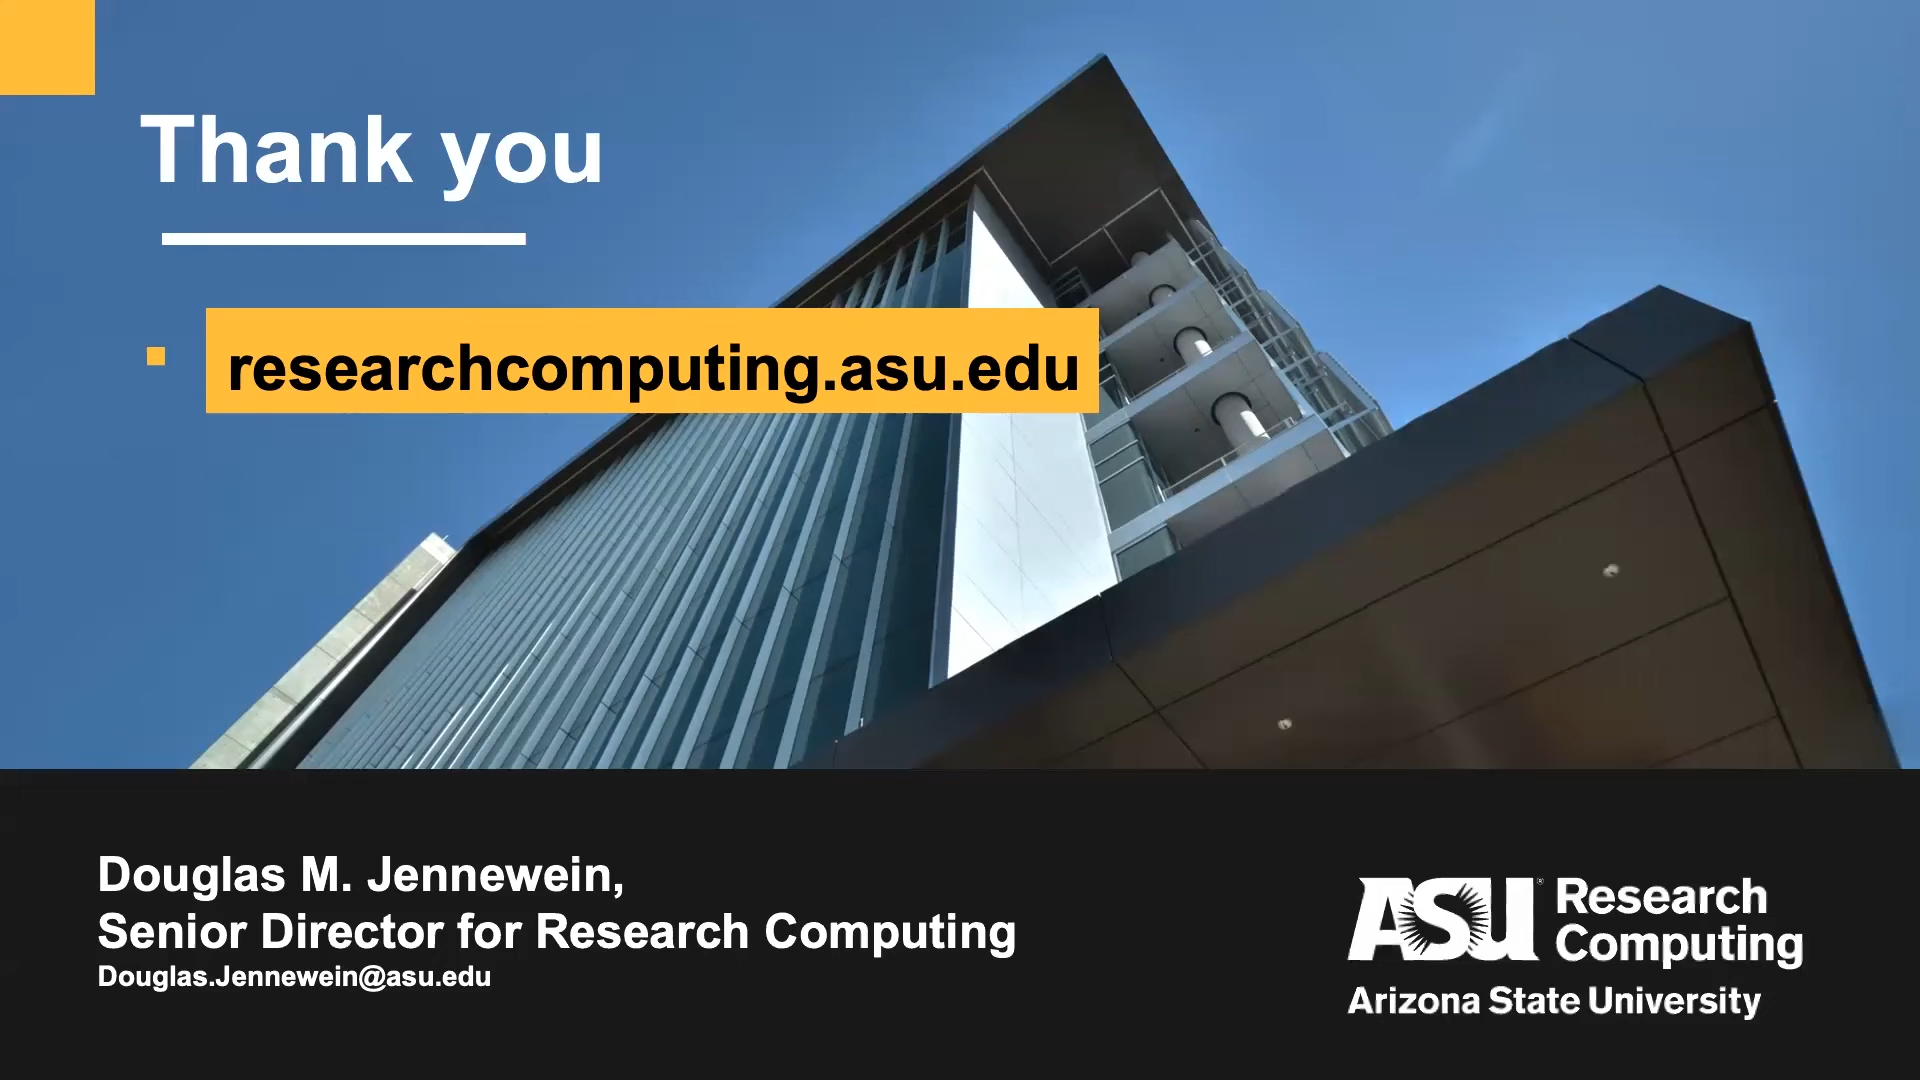 Thank you
researchcomputing.asu.edu
Douglas M. Jennewein,
Senior Director for Research Computing
Douglas.Jennewein@asu.edu
ASU® Research
Computing
Arizona State University